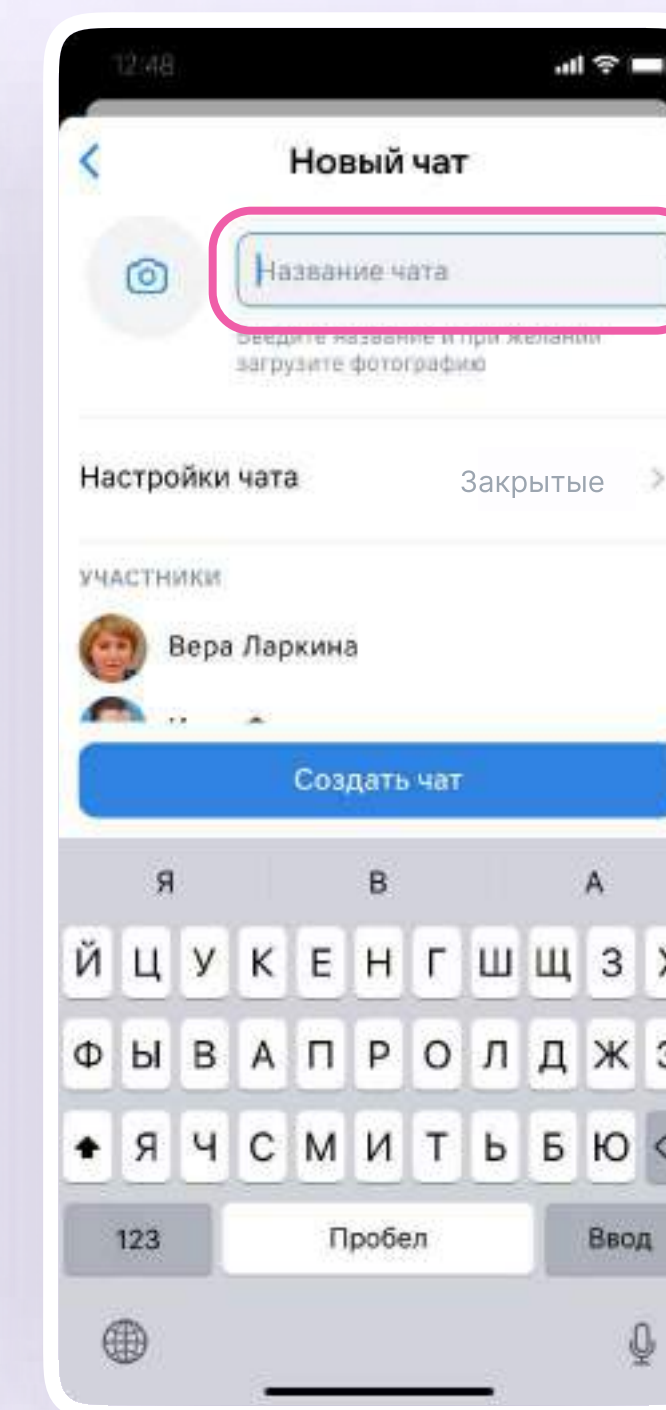 12:48
Новый чат
Название чата
Введите название и при желании
загрузите фотографию
Настройки чата Закрытые
УЧАСТНИКИ
Вера Ларкина
Создать чат
Я В А
Й Ц У К Е Н Г Ш Щ З Х
Ф Ы В А П Р О Л Д Ж Э
Я Ч С М И Т Ь Б Ю
123 Пробел Ввод